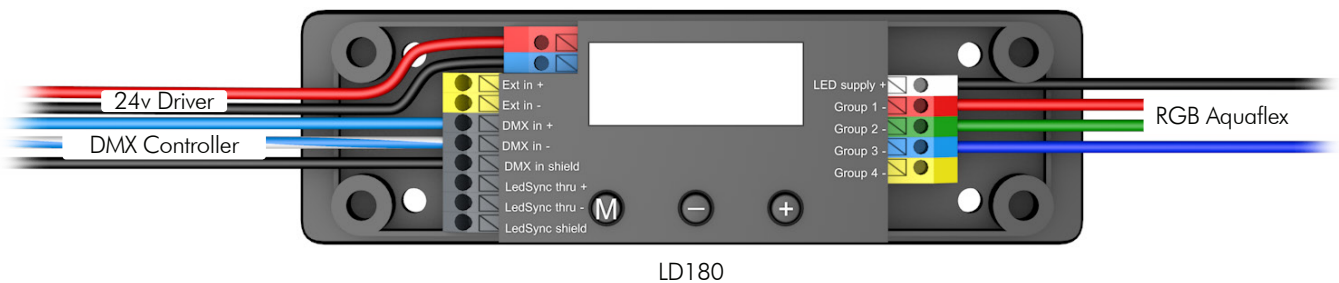 24v Driver
DMX Controller
Ext in +
Ext in -
DMX in +
DMX in -
DMX in shield
LedSync thru +
LedSync thru -
LedSync shield
M
−
+
LED supply +
Group 1 -
Group 2 -
Group 3 -
Group 4 -
RGB Aquaflex
LD180